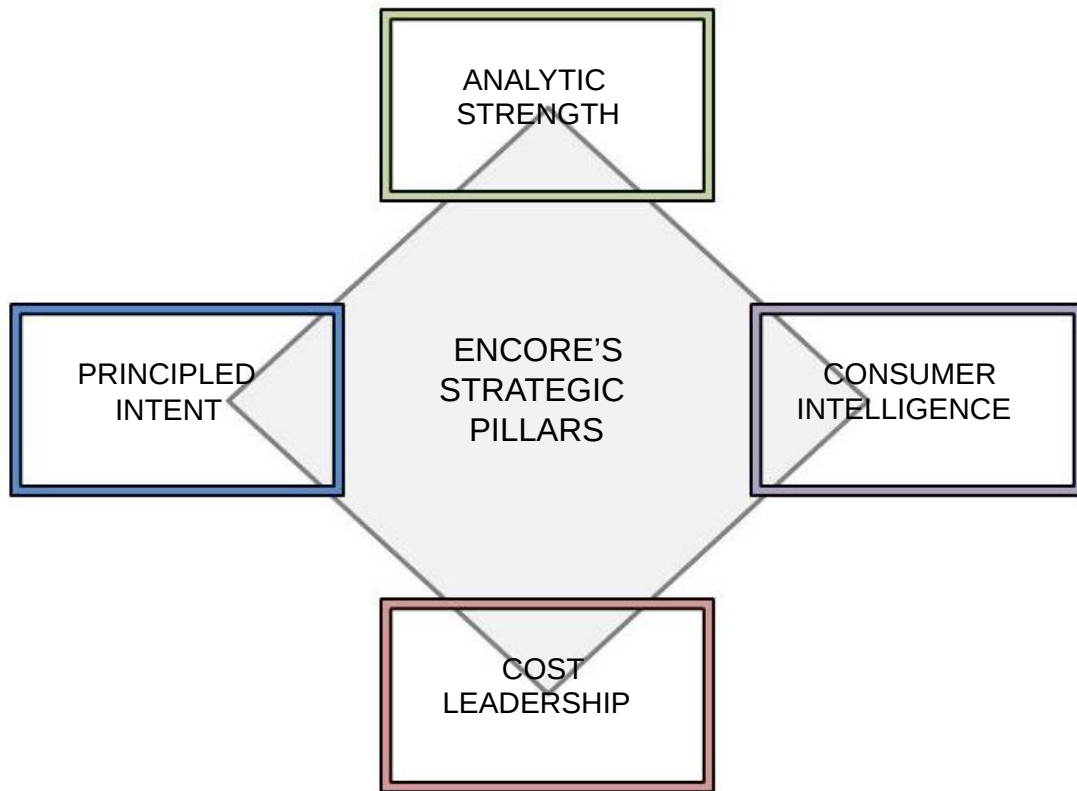 ANALYTIC
STRENGTH
PRINCIPLED
INTENT
ENCORE’S
STRATEGIC
PILLARS
CONSUMER
INTELLIGENCE
COST
LEADERSHIP